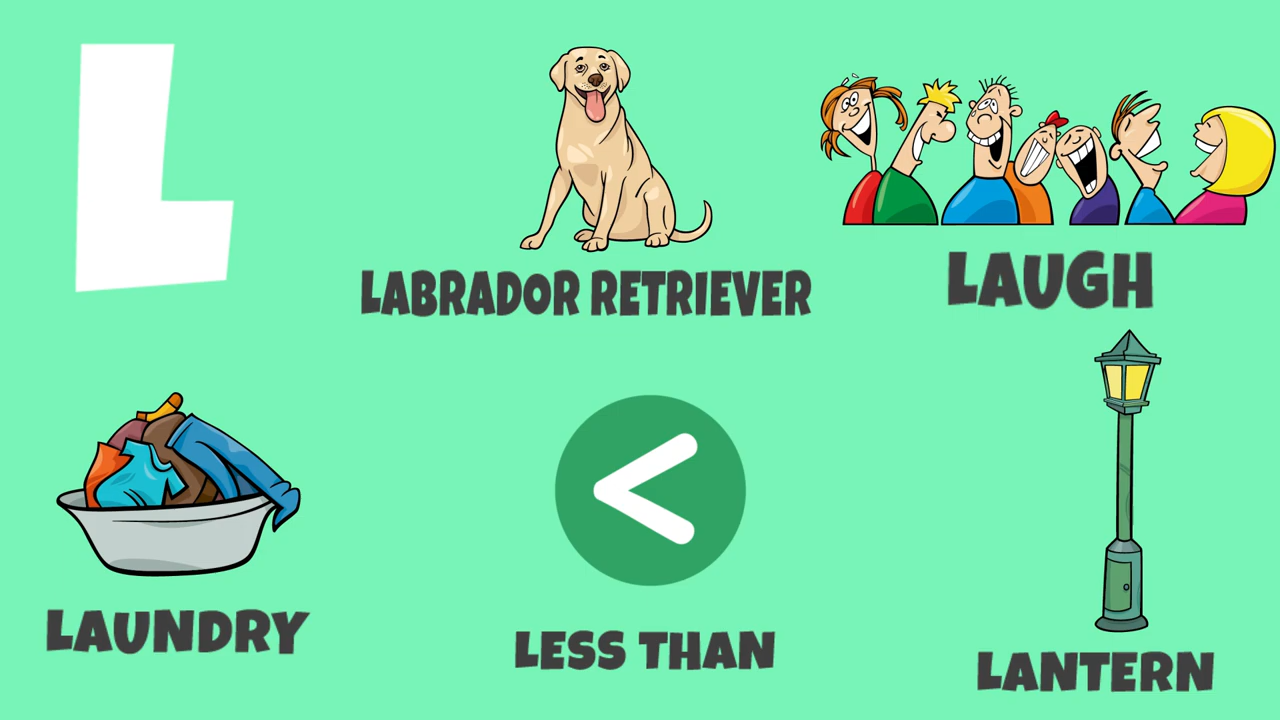 L
LABRADOR RETRIEVER
LAUGH
LAUNDRY
<
LESS THAN
LANTERN